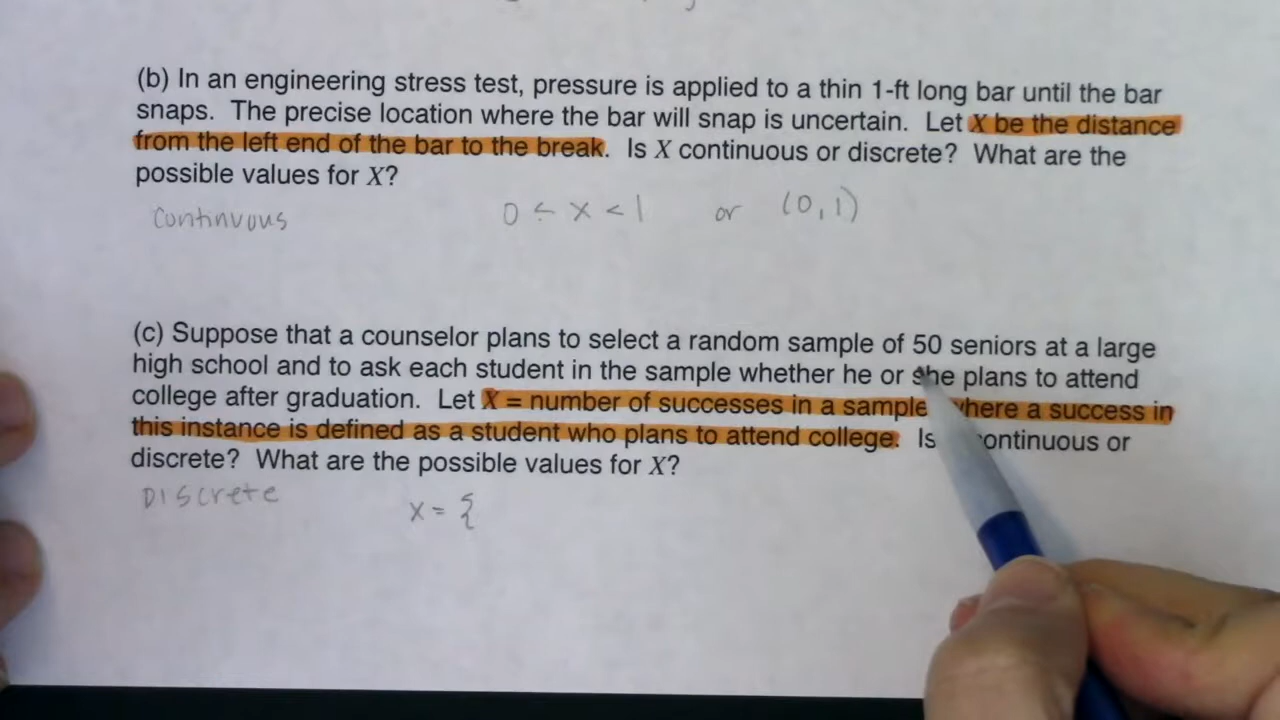 (b) In an engineering stress test, pressure is applied to a thin 1-ft long bar until the bar
snaps. The precise location where the bar will snap is uncertain. Let X be the distance
from the left end of the bar to the break. Is X continuous or discrete? What are the
possible values for X?
Continuous 0 < x < 1 or (0,1)
(c) Suppose that a counselor plans to select a random sample of 50 seniors at a large
high school and to ask each student in the sample whether he or she plans to attend
college after graduation. Let X = number of successes in a sample where a success in
this instance is defined as a student who plans to attend college. Is continuous or
discrete? What are the possible values for X?
Discrete x = {